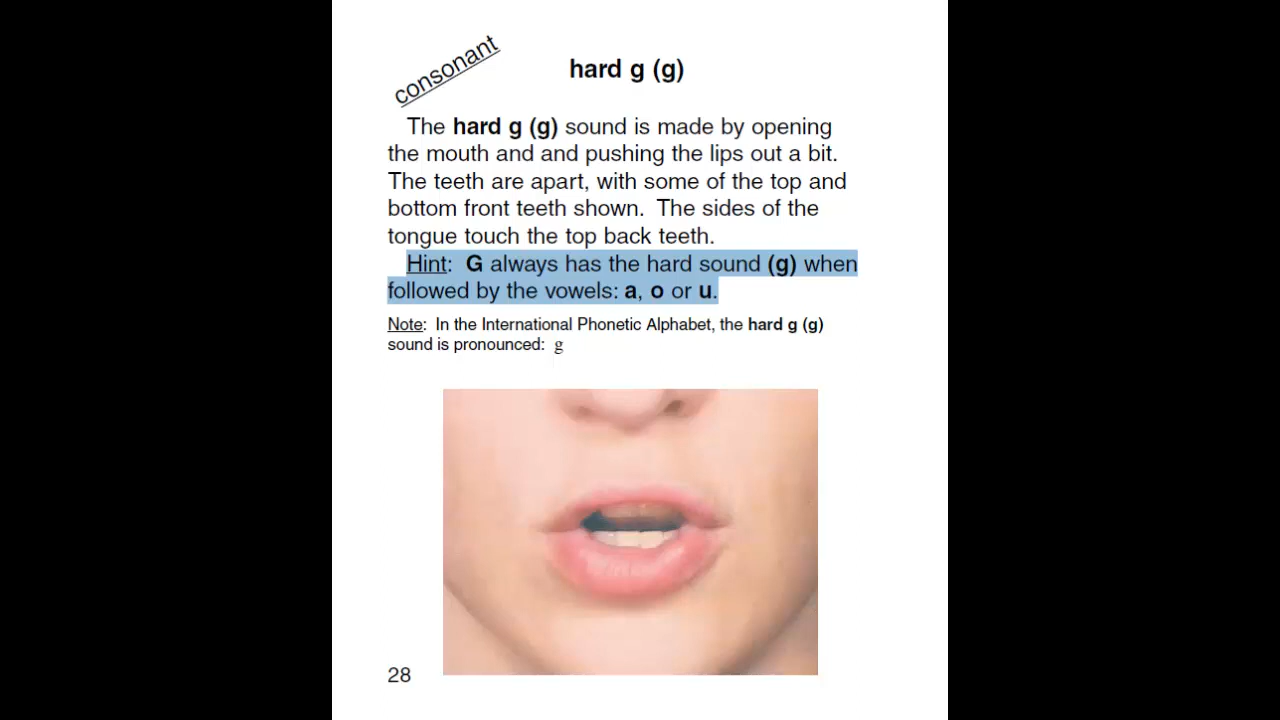 consonant
hard g (g)
The hard g (g) sound is made by opening
the mouth and and pushing the lips out a bit.
The teeth are apart, with some of the top and
bottom front teeth shown. The sides of the
tongue touch the top back teeth.
Hint: G always has the hard sound (g) when
followed by the vowels: a, o or u.
Note: In the International Phonetic Alphabet, the hard g (g)
sound is pronounced: g
28